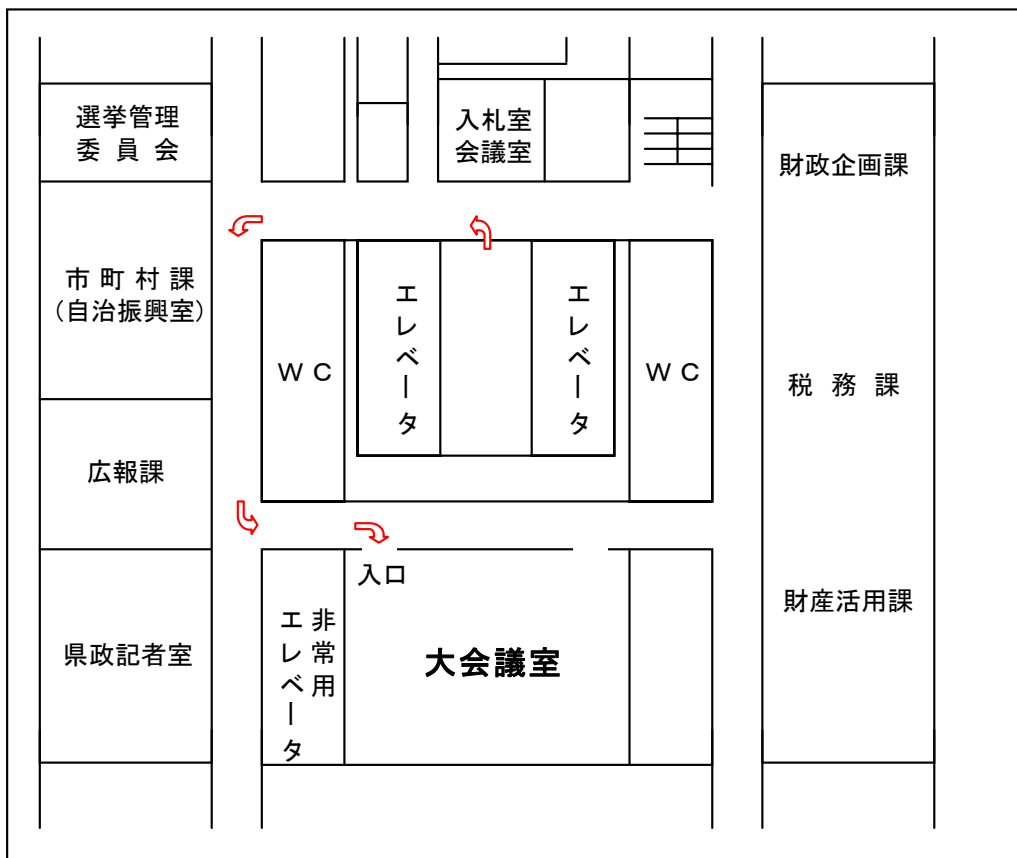 選挙管理
委員会
入札室
会議室
財政企画課
市町村課
(自治振興室)
エレベータ
エレベータ
ＷＣ
ＷＣ
税務課
広報課
入口
財産活用課
県政記者室
非常用
エレベータ
大会議室